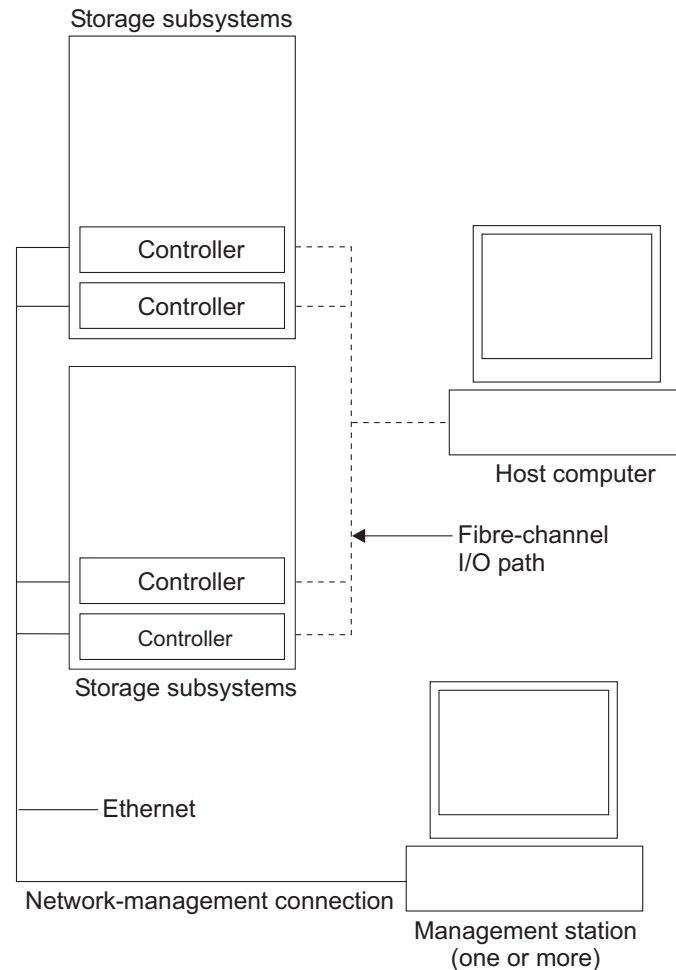 Storage subsystems
Controller
Controller
Host computer
Fibre-channel
I/O path
Controller
Controller
Storage subsystems
Ethernet
Network-management connection
Management station
(one or more)